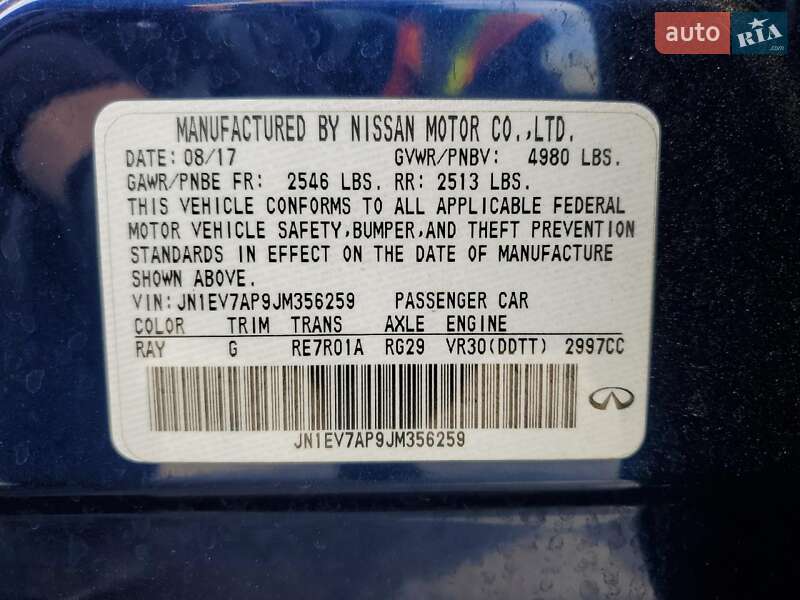 auto RIA.com
MANUFACTURED BY NISSAN MOTOR CO.,LTD.
DATE: 08/17 GVWR/PNBV: 4980 LBS.
GAWR/PNBE FR: 2546 LBS. RR: 2513 LBS.
THIS VEHICLE CONFORMS TO ALL APPLICABLE FEDERAL
MOTOR VEHICLE SAFETY,BUMPER,AND THEFT PREVENTION
STANDARDS IN EFFECT ON THE DATE OF MANUFACTURE
SHOWN ABOVE.
VIN: JN1EV7AP9JM356259 PASSENGER CAR
COLOR TRIM TRANS AXLE ENGINE
RAY G RE7R01A RG29 VR30(DDTT) 2997CC
JN1EV7AP9JM356259